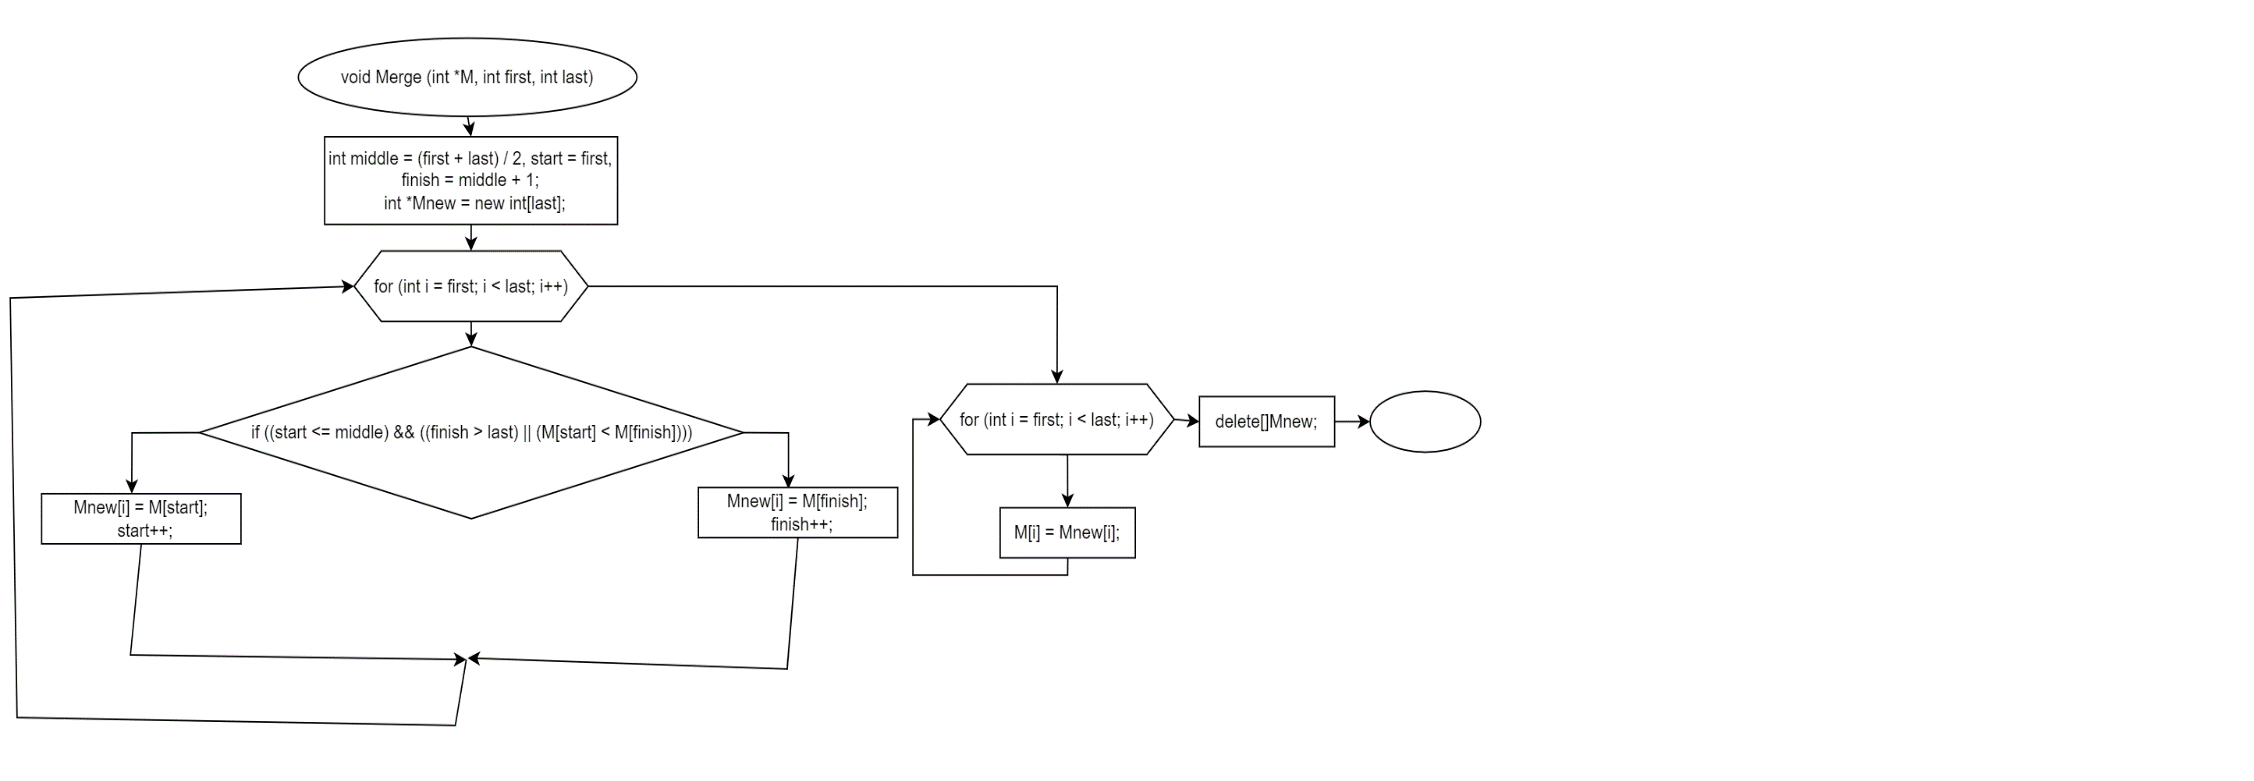 void Merge (int *M, int first, int last)
int middle = (first + last) / 2, start = first,
finish = middle + 1;
int *Mnew = new int[last];
for (int i = first; i < last; i++)
if ((start <= middle) && ((finish > last) || (M[start] < M[finish])))
Mnew[i] = M[start];
start++;
Mnew[i] = M[finish];
finish++;
for (int i = first; i < last; i++)
M[i] = Mnew[i];
delete[]Mnew;